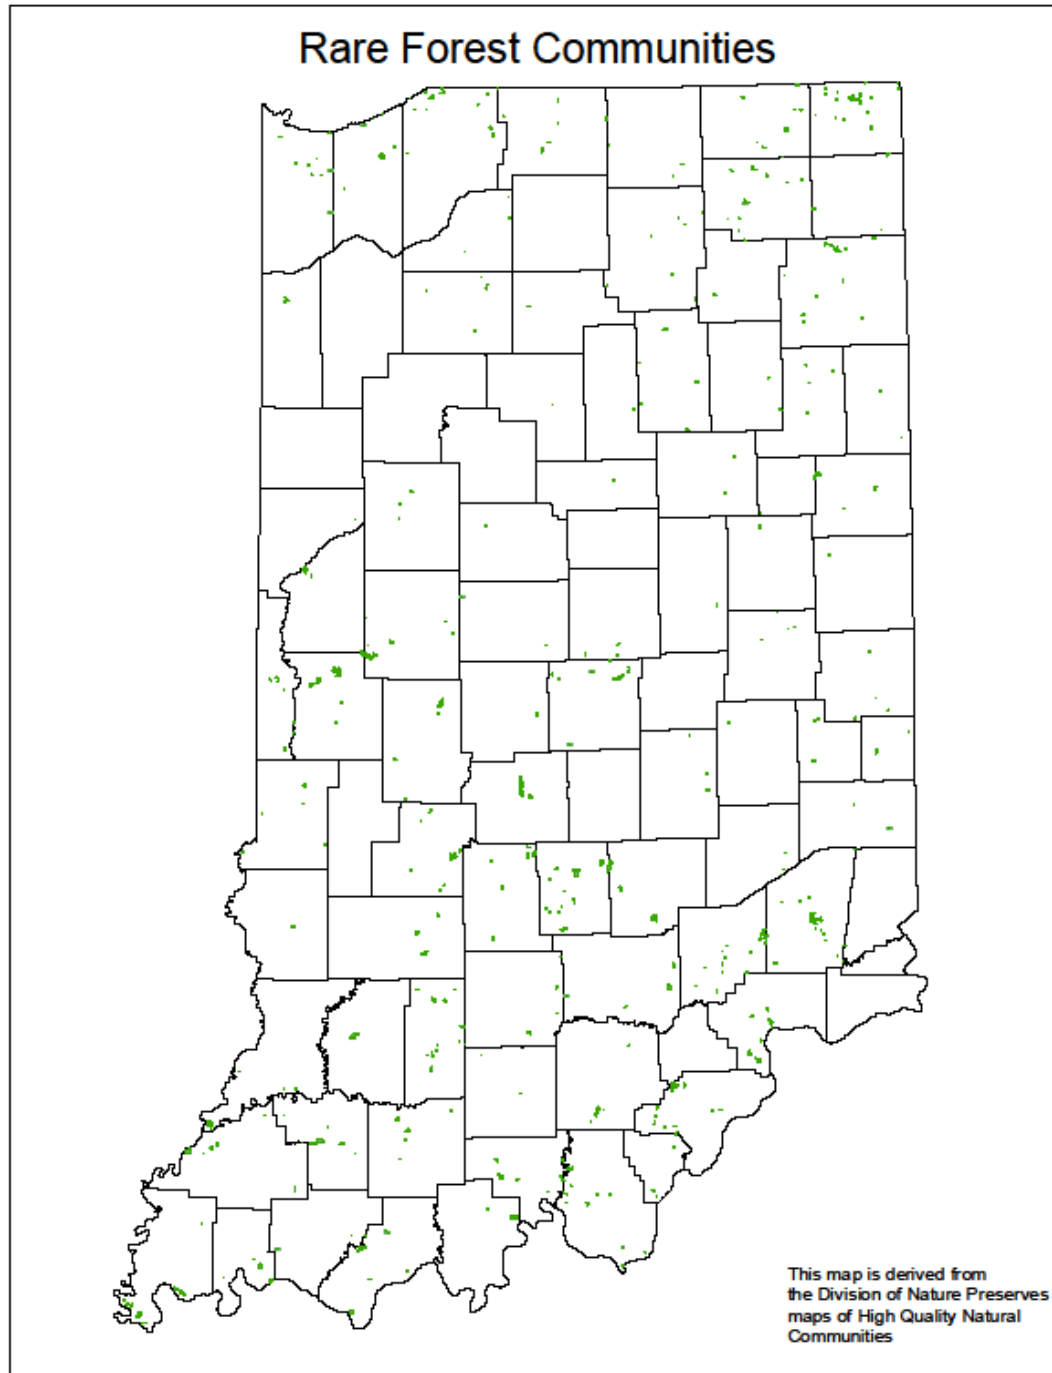 Rare Forest Communities
This map is derived from
the Division of Nature Preserves
maps of High Quality Natural
Communities